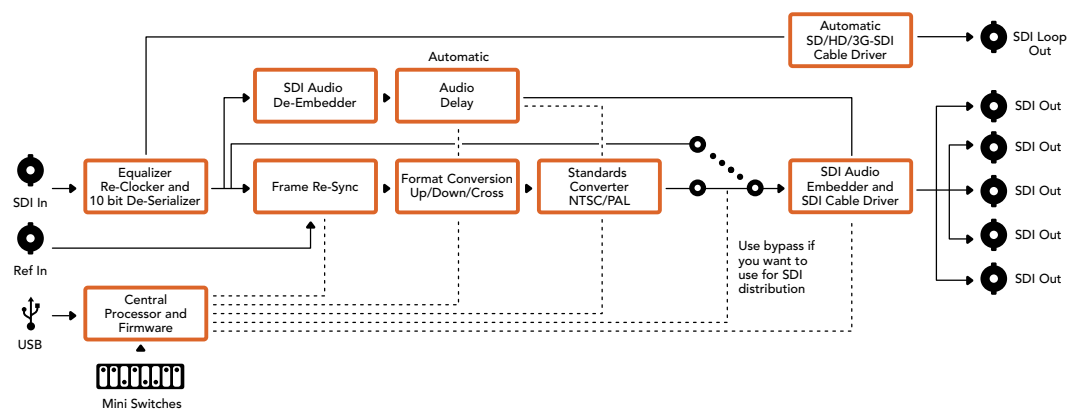 Automatic
SD/HD/3G-SDI
Cable Driver
SDI Loop
Out
Automatic
SDI Audio
De-Embedder
Audio
Delay
SDI Out
SDI Out
SDI Out
SDI Out
SDI Out
SDI In
Equalizer
Re-Clocker and
10 bit De-Serializer
Frame Re-Sync
Format Conversion
Up/Down/Cross
Standards
Converter
NTSC/PAL
SDI Audio
Embedder and
SDI Cable Driver
Ref In
Use bypass if
you want to
use for SDI
distribution
USB
Central
Processor and
Firmware
Mini Switches